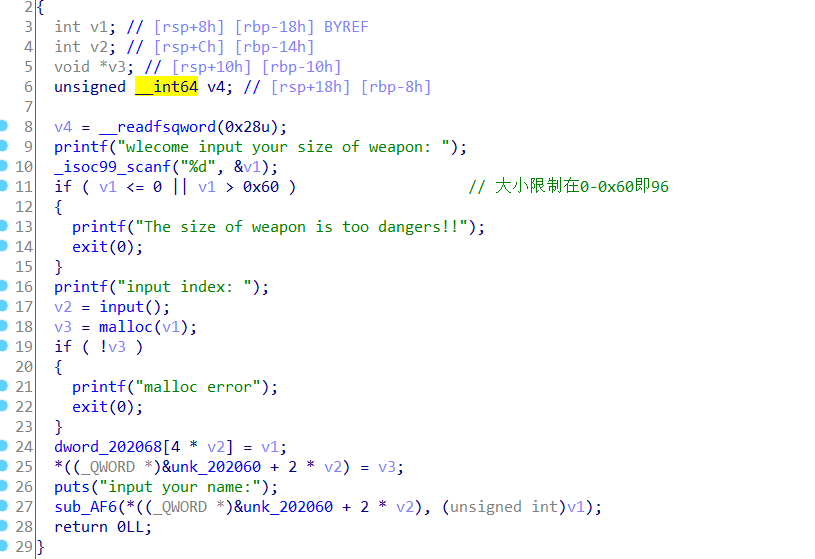 2 {
3 int v1; // [rsp+8h] [rbp-18h] BYREF
4 int v2; // [rsp+Ch] [rbp-14h]
5 void *v3; // [rsp+10h] [rbp-10h]
6 unsigned __int64 v4; // [rsp+18h] [rbp-8h]
7
8 v4 = __readfsqword(0x28u);
9 printf("wlecome input your size of weapon: ");
10 _isoc99_scanf("%d", &v1);
11 if ( v1 <= 0 || v1 > 0x60 ) // 大小限制在0-0x60即96
12 {
13 printf("The size of weapon is too dangers!!");
14 exit(0);
15 }
16 printf("input index: ");
17 v2 = input();
18 v3 = malloc(v1);
19 if ( !v3 )
20 {
21 printf("malloc error");
22 exit(0);
23 }
24 dword_202068[4 * v2] = v1;
25 *((_QWORD *)&unk_202060 + 2 * v2) = v3;
26 puts("input your name:");
27 sub_AF6(*((_QWORD *)&unk_202060 + 2 * v2), (unsigned int)v1);
28 return 0LL;
29 }